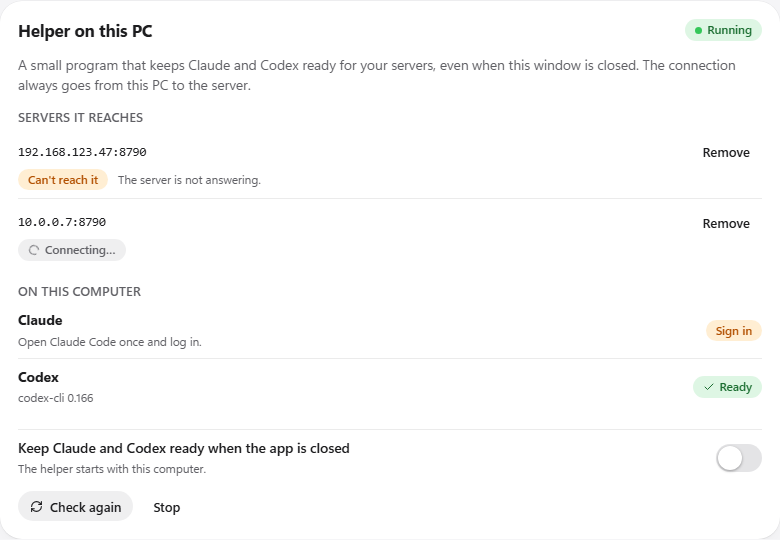 Helper on this PC
Running
A small program that keeps Claude and Codex ready for your servers, even when this window is closed. The connection
always goes from this PC to the server.
SERVERS IT REACHES
192.168.123.47:8790
Remove
Can't reach it
The server is not answering.
10.0.0.7:8790
Remove
Connecting...
ON THIS COMPUTER
Claude
Open Claude Code once and log in.
Sign in
Codex
codex-cli 0.166
Ready
Keep Claude and Codex ready when the app is closed
The helper starts with this computer.
Check again
Stop